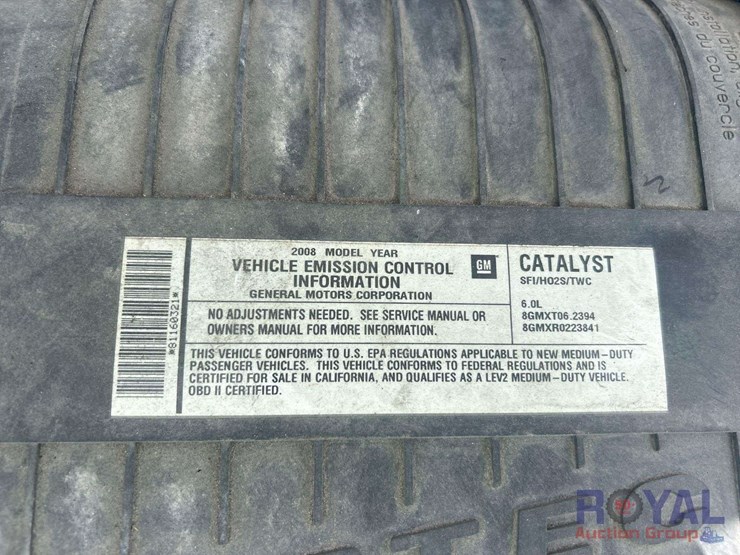 du couvercle
2008 MODEL YEAR
VEHICLE EMISSION CONTROL
INFORMATION
GENERAL MOTORS CORPORATION
GM
NO ADJUSTMENTS NEEDED. SEE SERVICE MANUAL OR
OWNERS MANUAL FOR MORE INFORMATION.
CATALYST
SFI/HO2S/TWC
6.0L
8GMXT06.2394
8GMXR0223841
THIS VEHICLE CONFORMS TO U.S. EPA REGULATIONS APPLICABLE TO NEW MEDIUM-DUTY
PASSENGER VEHICLES. THIS VEHICLE CONFORMS TO FEDERAL REGULATIONS AND IS
CERTIFIED FOR SALE IN CALIFORNIA, AND QUALIFIES AS A LEV2 MEDIUM-DUTY VEHICLE.
OBD II CERTIFIED.
*81160321*
ROYAL
Auction Group